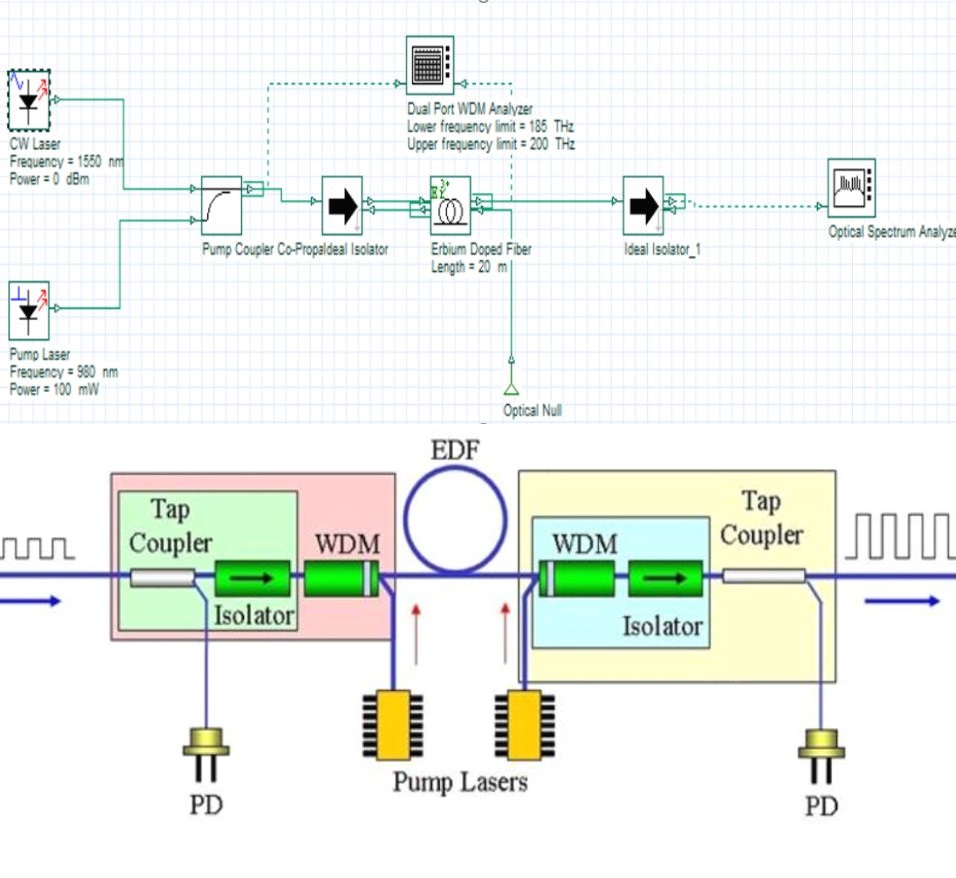 Dual Port WDM Analyzer
Lower frequency limit = 185 THz
Upper frequency limit = 200 THz
CW Laser
Frequency = 1550 nm
Power = 0 dBm
Pump Coupler Co-PropaIdeal Isolator
Erbium Doped Fiber
Length = 20 m
Ideal Isolator_1
Optical Spectrum Analyze
Pump Laser
Frequency = 980 nm
Power = 100 mW
Optical Null
EDF
Tap
Coupler
WDM
Isolator
WDM
Isolator
Tap
Coupler
Pump Lasers
PD
PD